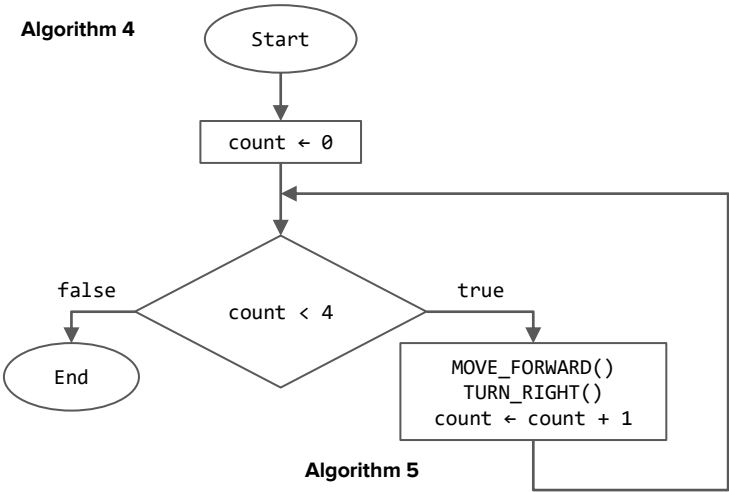 Algorithm 4
Start
count ← 0
count < 4
false
true
End
MOVE_FORWARD()
TURN_RIGHT()
count ← count + 1
Algorithm 5